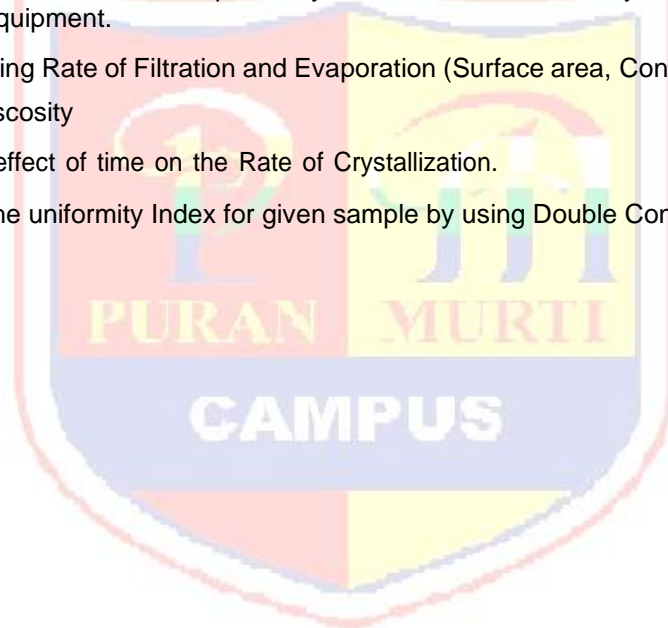 quipment.
ing Rate of Filtration and Evaporation (Surface area, Con
scosity
effect of time on the Rate of Crystallization.
he uniformity Index for given sample by using Double Con
PURAN MURTI
CAMPUS